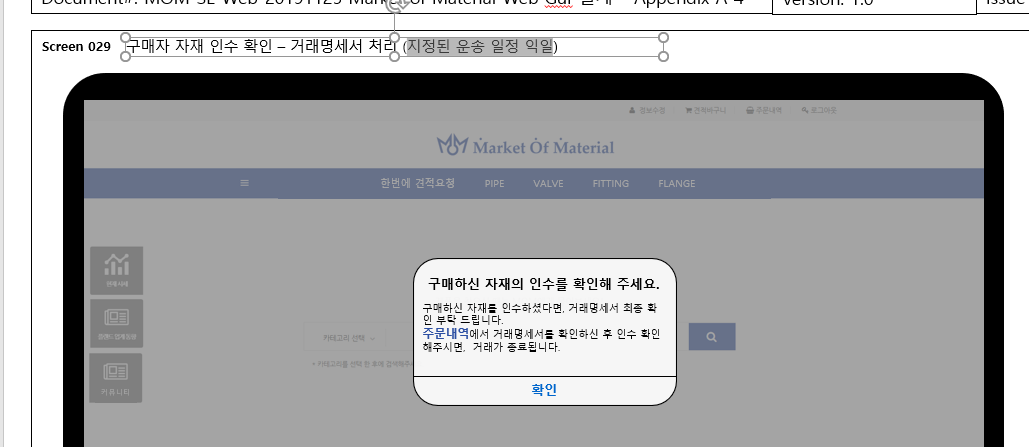 Version: 1.0
Issue
Screen 029 구매자 자재 인수 확인 – 거래명세서 처리 (지정된 운송 일정 익일)
정보수정 견적바구니 주문내역 로그아웃
Market Of Material
한번에 견적요청 PIPE VALVE FITTING FLANGE
구매하신 자재의 인수를 확인해 주세요.
구매하신 자재를 인수하셨다면, 거래명세서 최종 확
인 부탁 드립니다.
주문내역에서 거래명세서를 확인하신 후 인수 확인
해주시면, 거래가 종료됩니다.
카테고리 선택
커뮤니티
확인